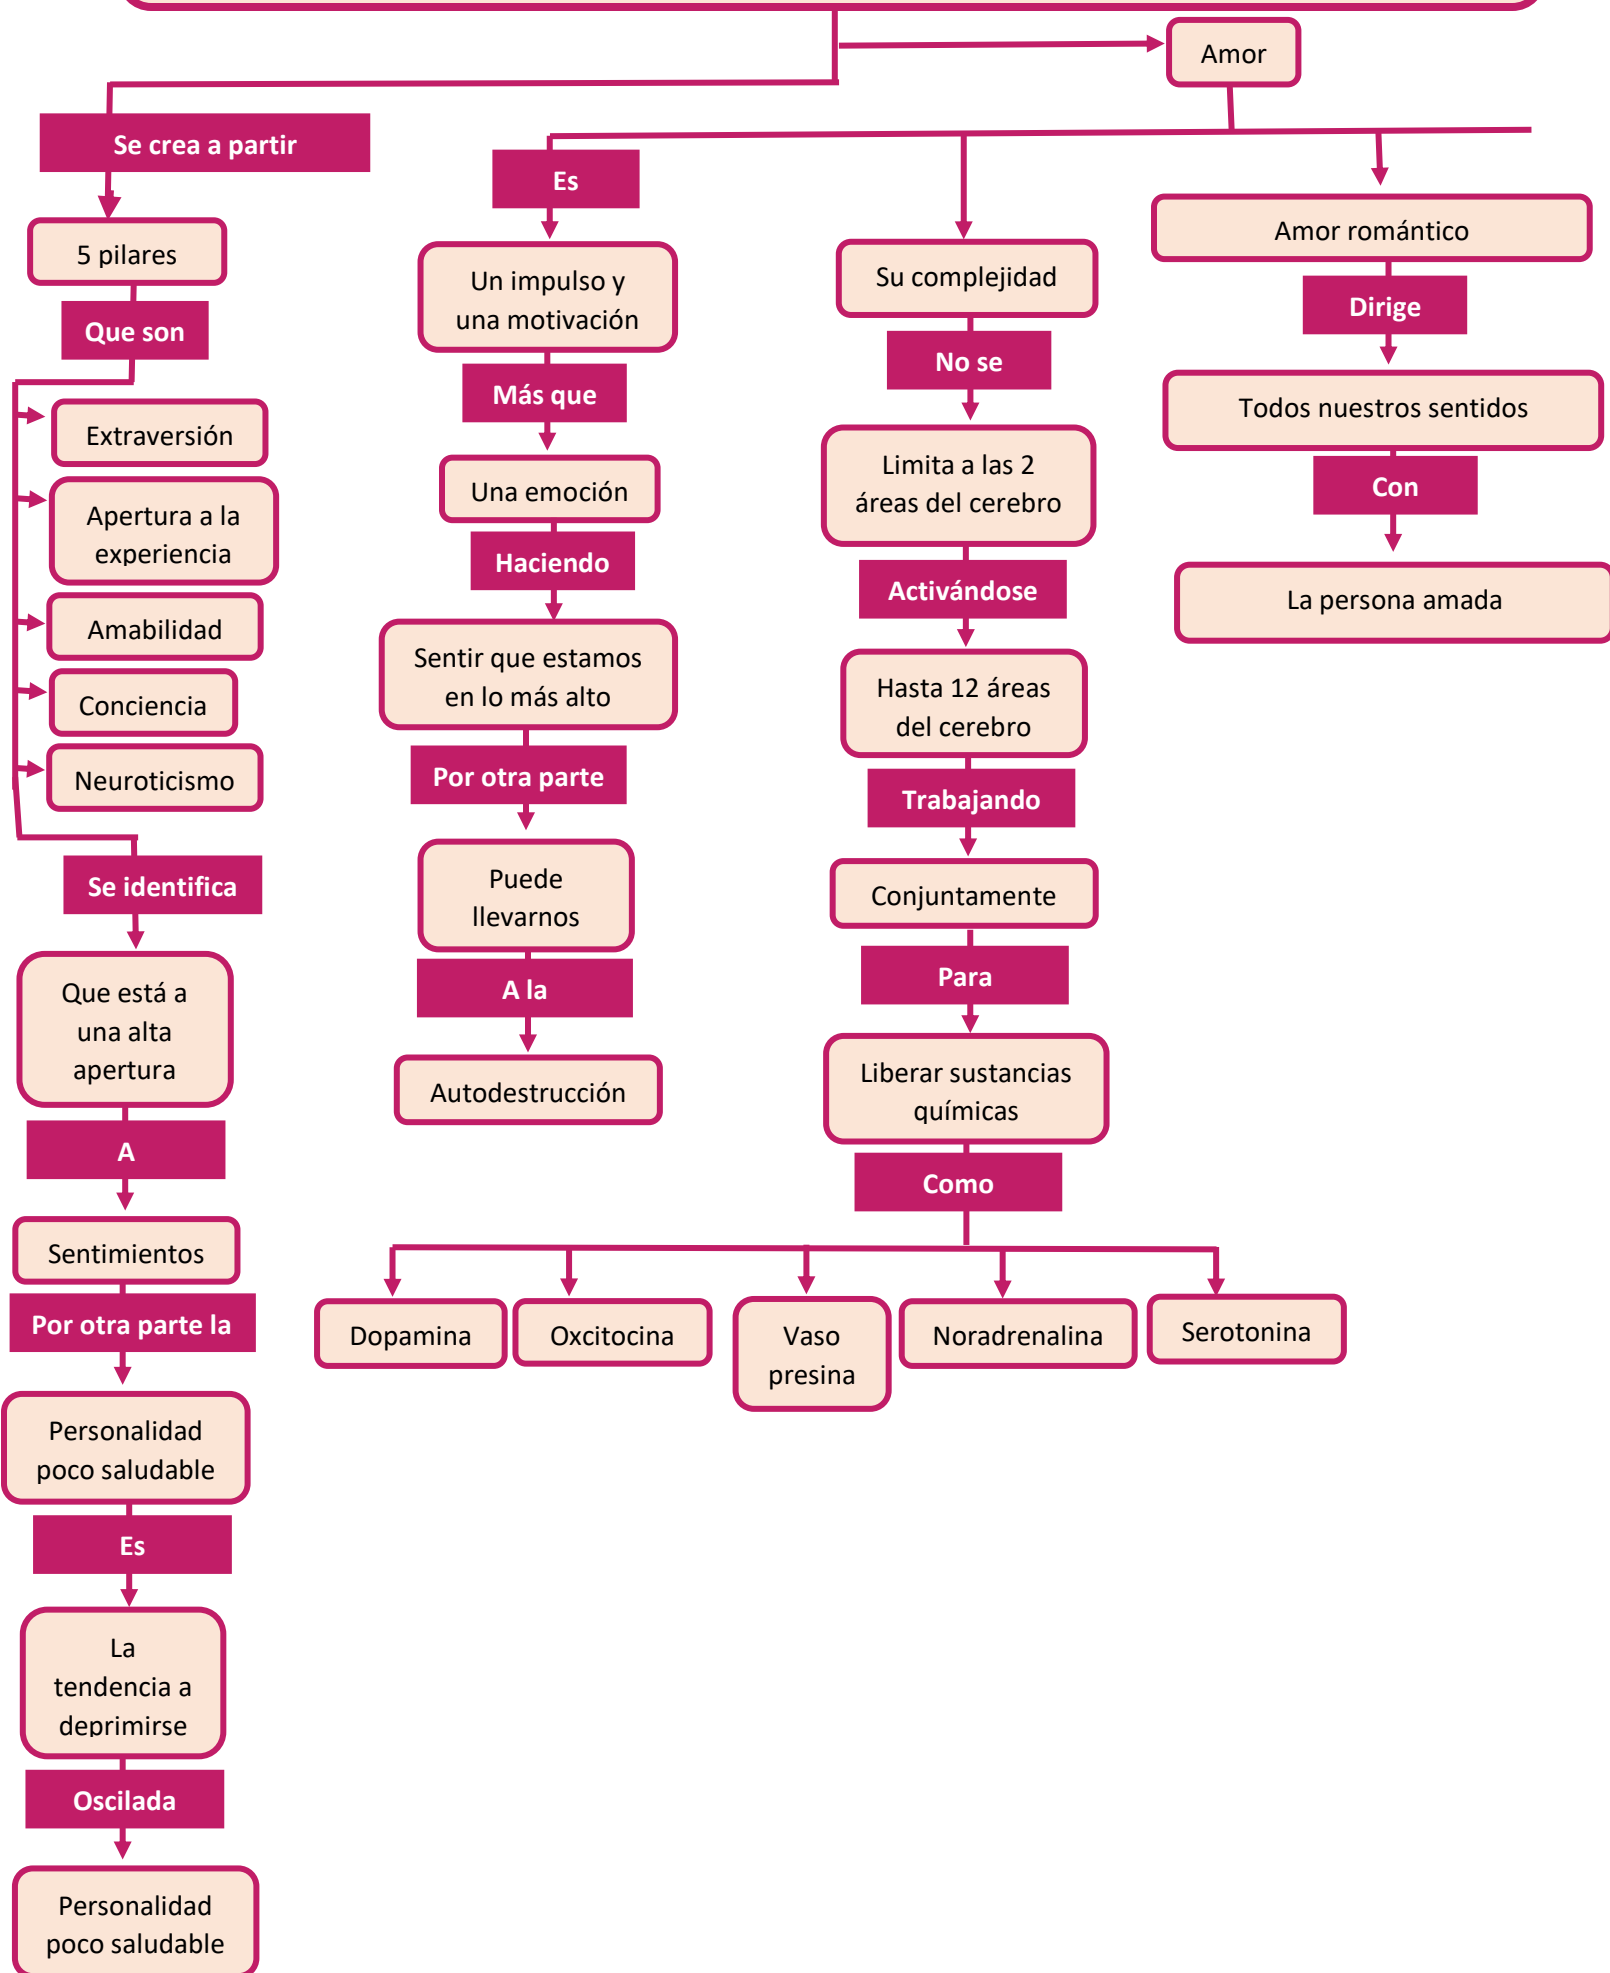 Amor
Se crea a partir
5 pilares
Que son
Extraversión
Apertura a la
experiencia
Amabilidad
Conciencia
Neuroticismo
Se identifica
Que está a
una alta
apertura
A
Sentimientos
Por otra parte la
Personalidad
poco saludable
Es
La
tendencia a
deprimirse
Oscilada
Personalidad
poco saludable
Es
Un impulso y
una motivación
Más que
Una emoción
Haciendo
Sentir que estamos
en lo más alto
Por otra parte
Puede
llevarnos
A la
Autodestrucción
Su complejidad
No se
Limita a las 2
áreas del cerebro
Activándose
Hasta 12 áreas
del cerebro
Trabajando
Conjuntamente
Para
Liberar sustancias
químicas
Como
Dopamina
Oxcitocina
Vaso
presina
Noradrenalina
Serotonina
Amor romántico
Dirige
Todos nuestros sentidos
Con
La persona amada